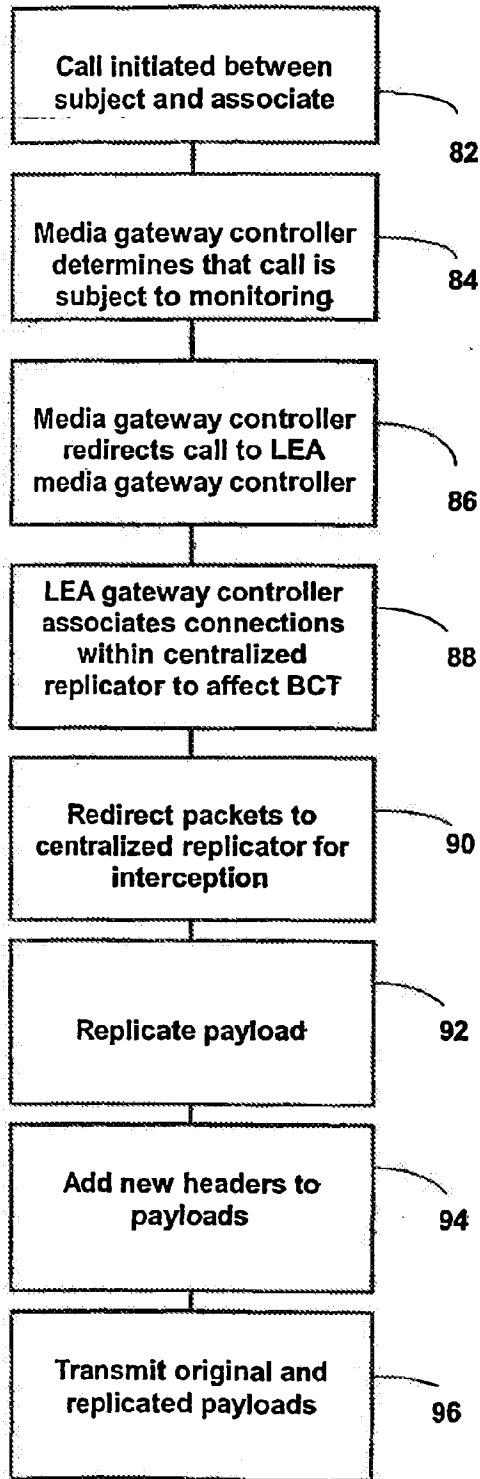 Call initiated between
subject and associate
82
Media gateway controller
determines that call is
subject to monitoring
84
Media gateway controller
redirects call to LEA
media gateway controller
86
LEA gateway controller
associates connections
within centralized
replicator to affect BCT
88
Redirect packets to
centralized replicator for
interception
90
Replicate payload
92
Add new headers to
payloads
94
Transmit original and
replicated payloads
96